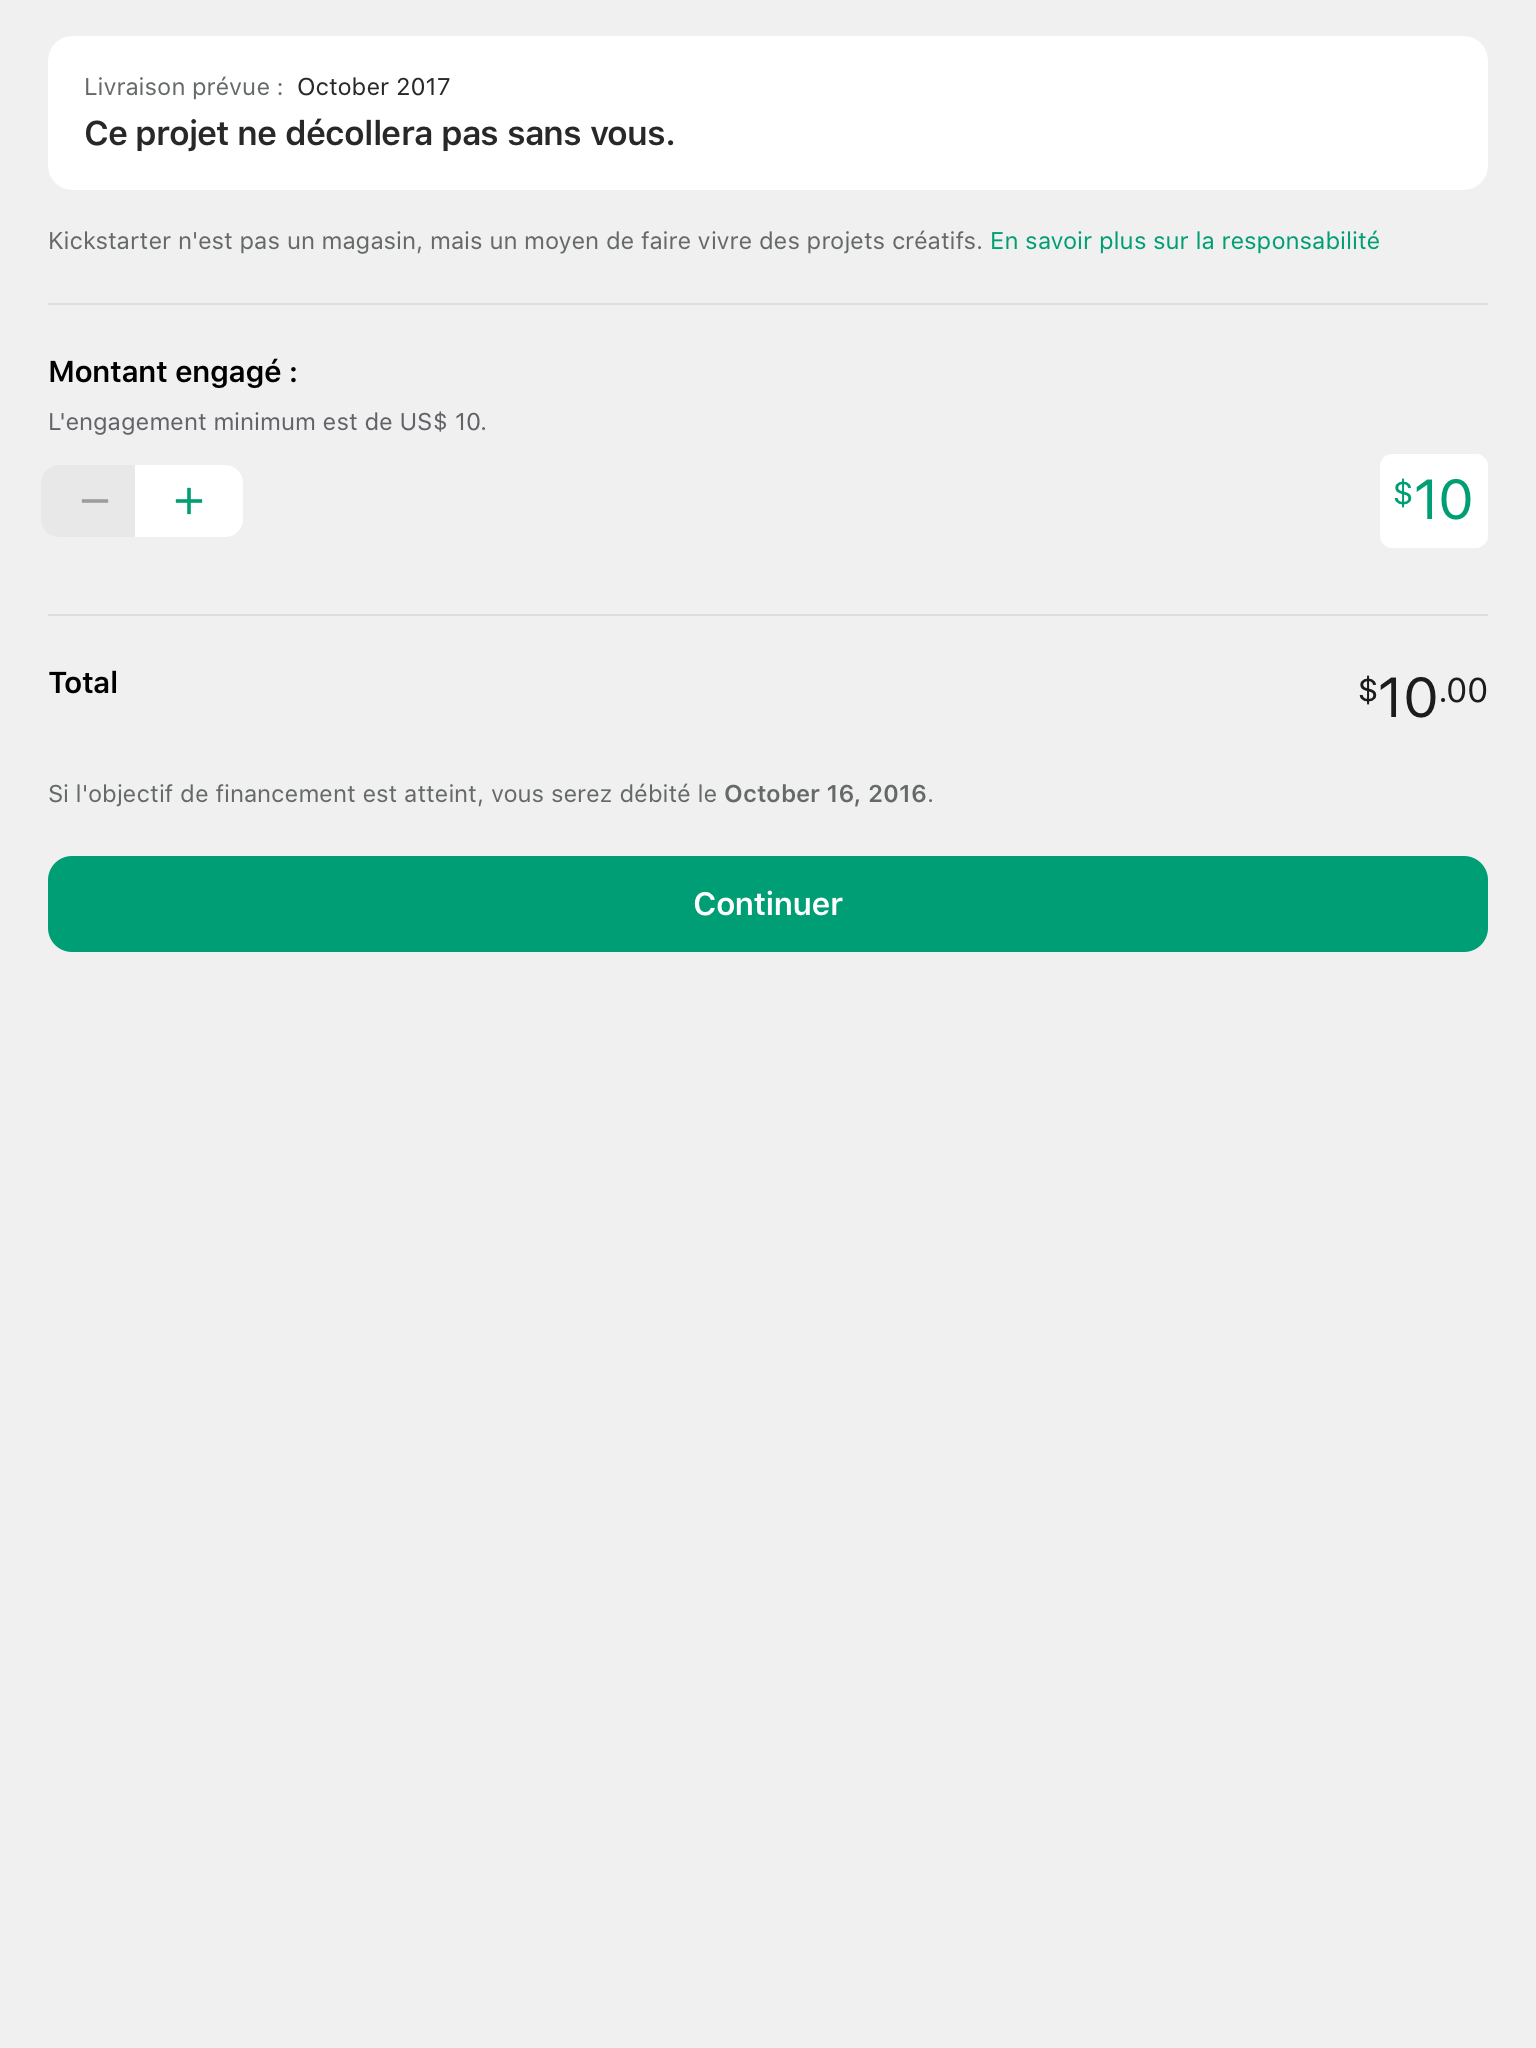 Livraison prévue : October 2017
Ce projet ne décollera pas sans vous.
Kickstarter n'est pas un magasin, mais un moyen de faire vivre des projets créatifs. En savoir plus sur la responsabilité
Montant engagé :
L'engagement minimum est de US$ 10.
$10
Total
$10.00
Si l'objectif de financement est atteint, vous serez débité le October 16, 2016.
Continuer